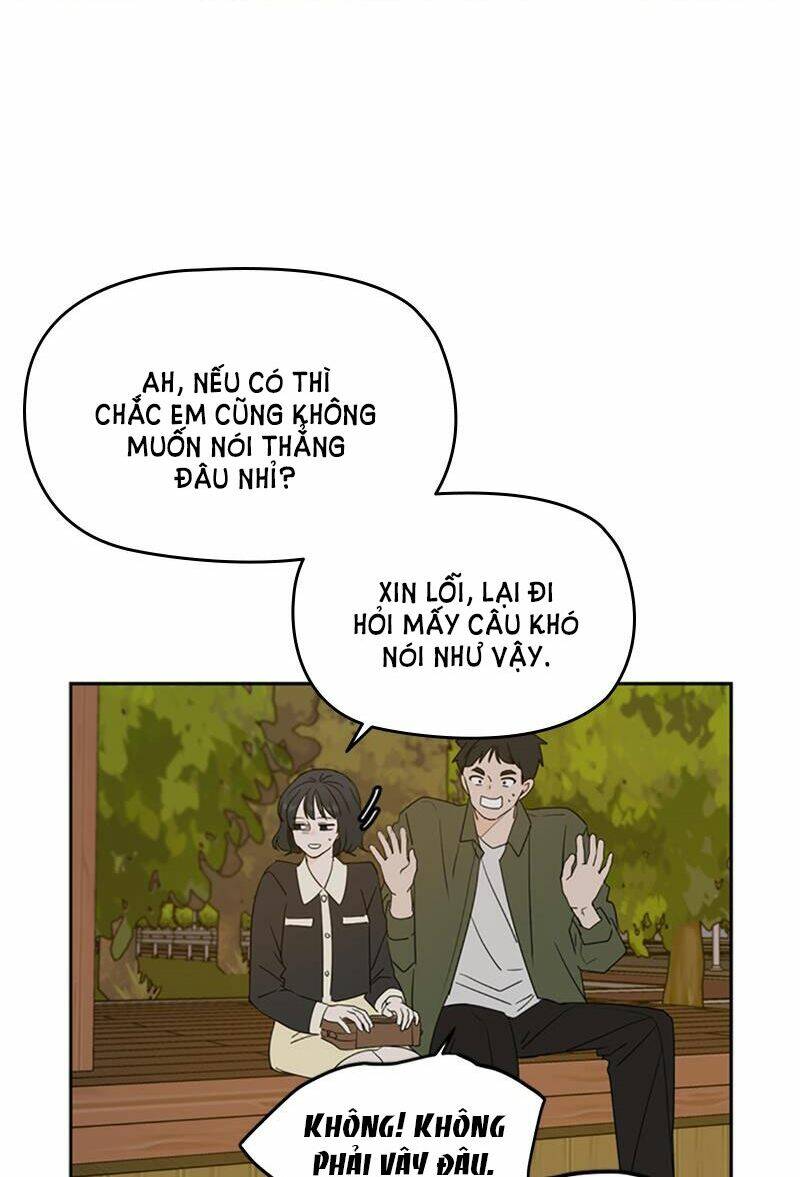 AH, NẾU CÓ THÌ
CHẮC EM CŨNG KHÔNG
MUỐN NÓI THẲNG
ĐÂU NHỈ?
XIN LỖI, LẠI ĐI
HỎI MẤY CÂU KHÓ
NÓI NHƯ VẬY.
KHÔNG! KHÔNG
PHẢI VẬY ĐÂU.